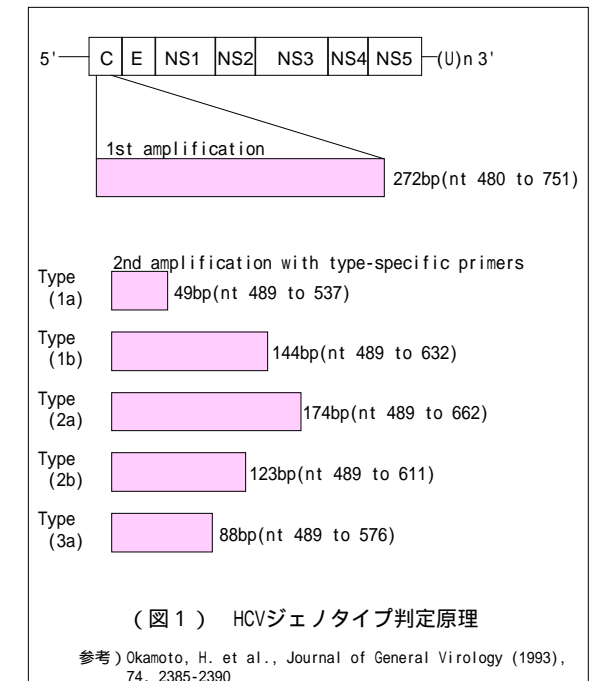 5' C E NS1 NS2 NS3 NS4 NS5 (U)n 3'
1st amplification
272bp(nt 480 to 751)
2nd amplification with type-specific primers
Type
(1a)
49bp(nt 489 to 537)
Type
(1b)
144bp(nt 489 to 632)
Type
(2a)
174bp(nt 489 to 662)
Type
(2b)
123bp(nt 489 to 611)
Type
(3a)
88bp(nt 489 to 576)
(図1) HCVジェノタイプ判定原理
参考)Okamoto, H. et al., Journal of General Virology (1993),
74, 2385-2390